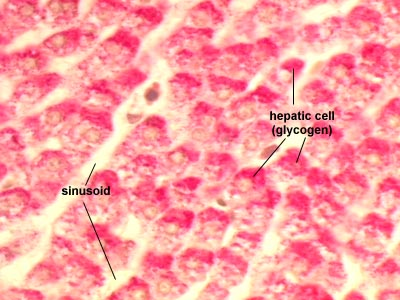 hepatic cell
(glycogen)
sinusoid